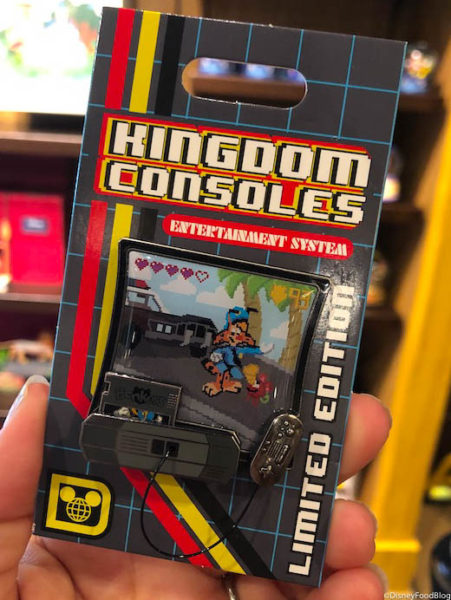 KINGDOM
CONSOLES
ENTERTAINMENT SYSTEM
LIMITED EDITION
©DisneyFoodBlog